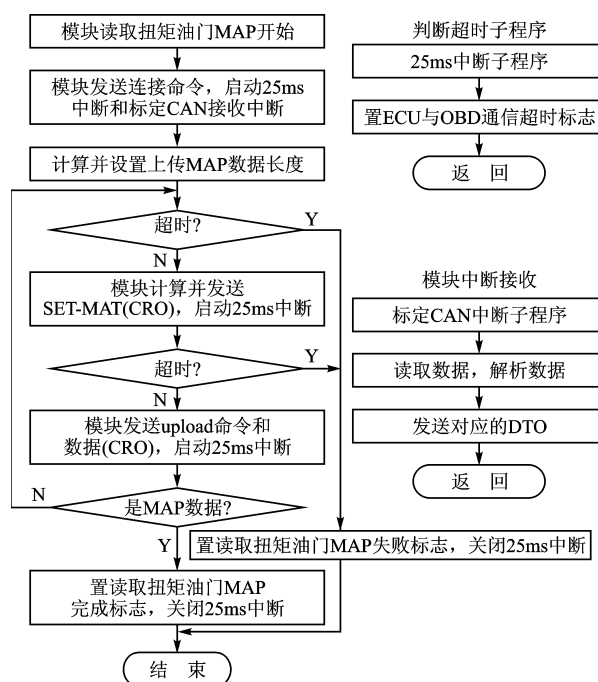 模块读取扭矩油门MAP开始
模块发送连接命令，启动25ms
中断和标定CAN接收中断
计算并设置上传MAP数据长度
超时?
Y
N
模块计算并发送
SET-MAT(CRO)，启动25ms中断
超时?
Y
N
模块发送upload命令和
数据(CRO)，启动25ms中断
N
是MAP数据?
Y
置读取扭矩油门MAP失败标志，关闭25ms中断
置读取扭矩油门MAP
完成标志，关闭25ms中断
结 束
判断超时子程序
25ms中断子程序
置ECU与OBD通信超时标志
返 回
模块中断接收
标定CAN中断子程序
读取数据，解析数据
发送对应的DTO
返 回